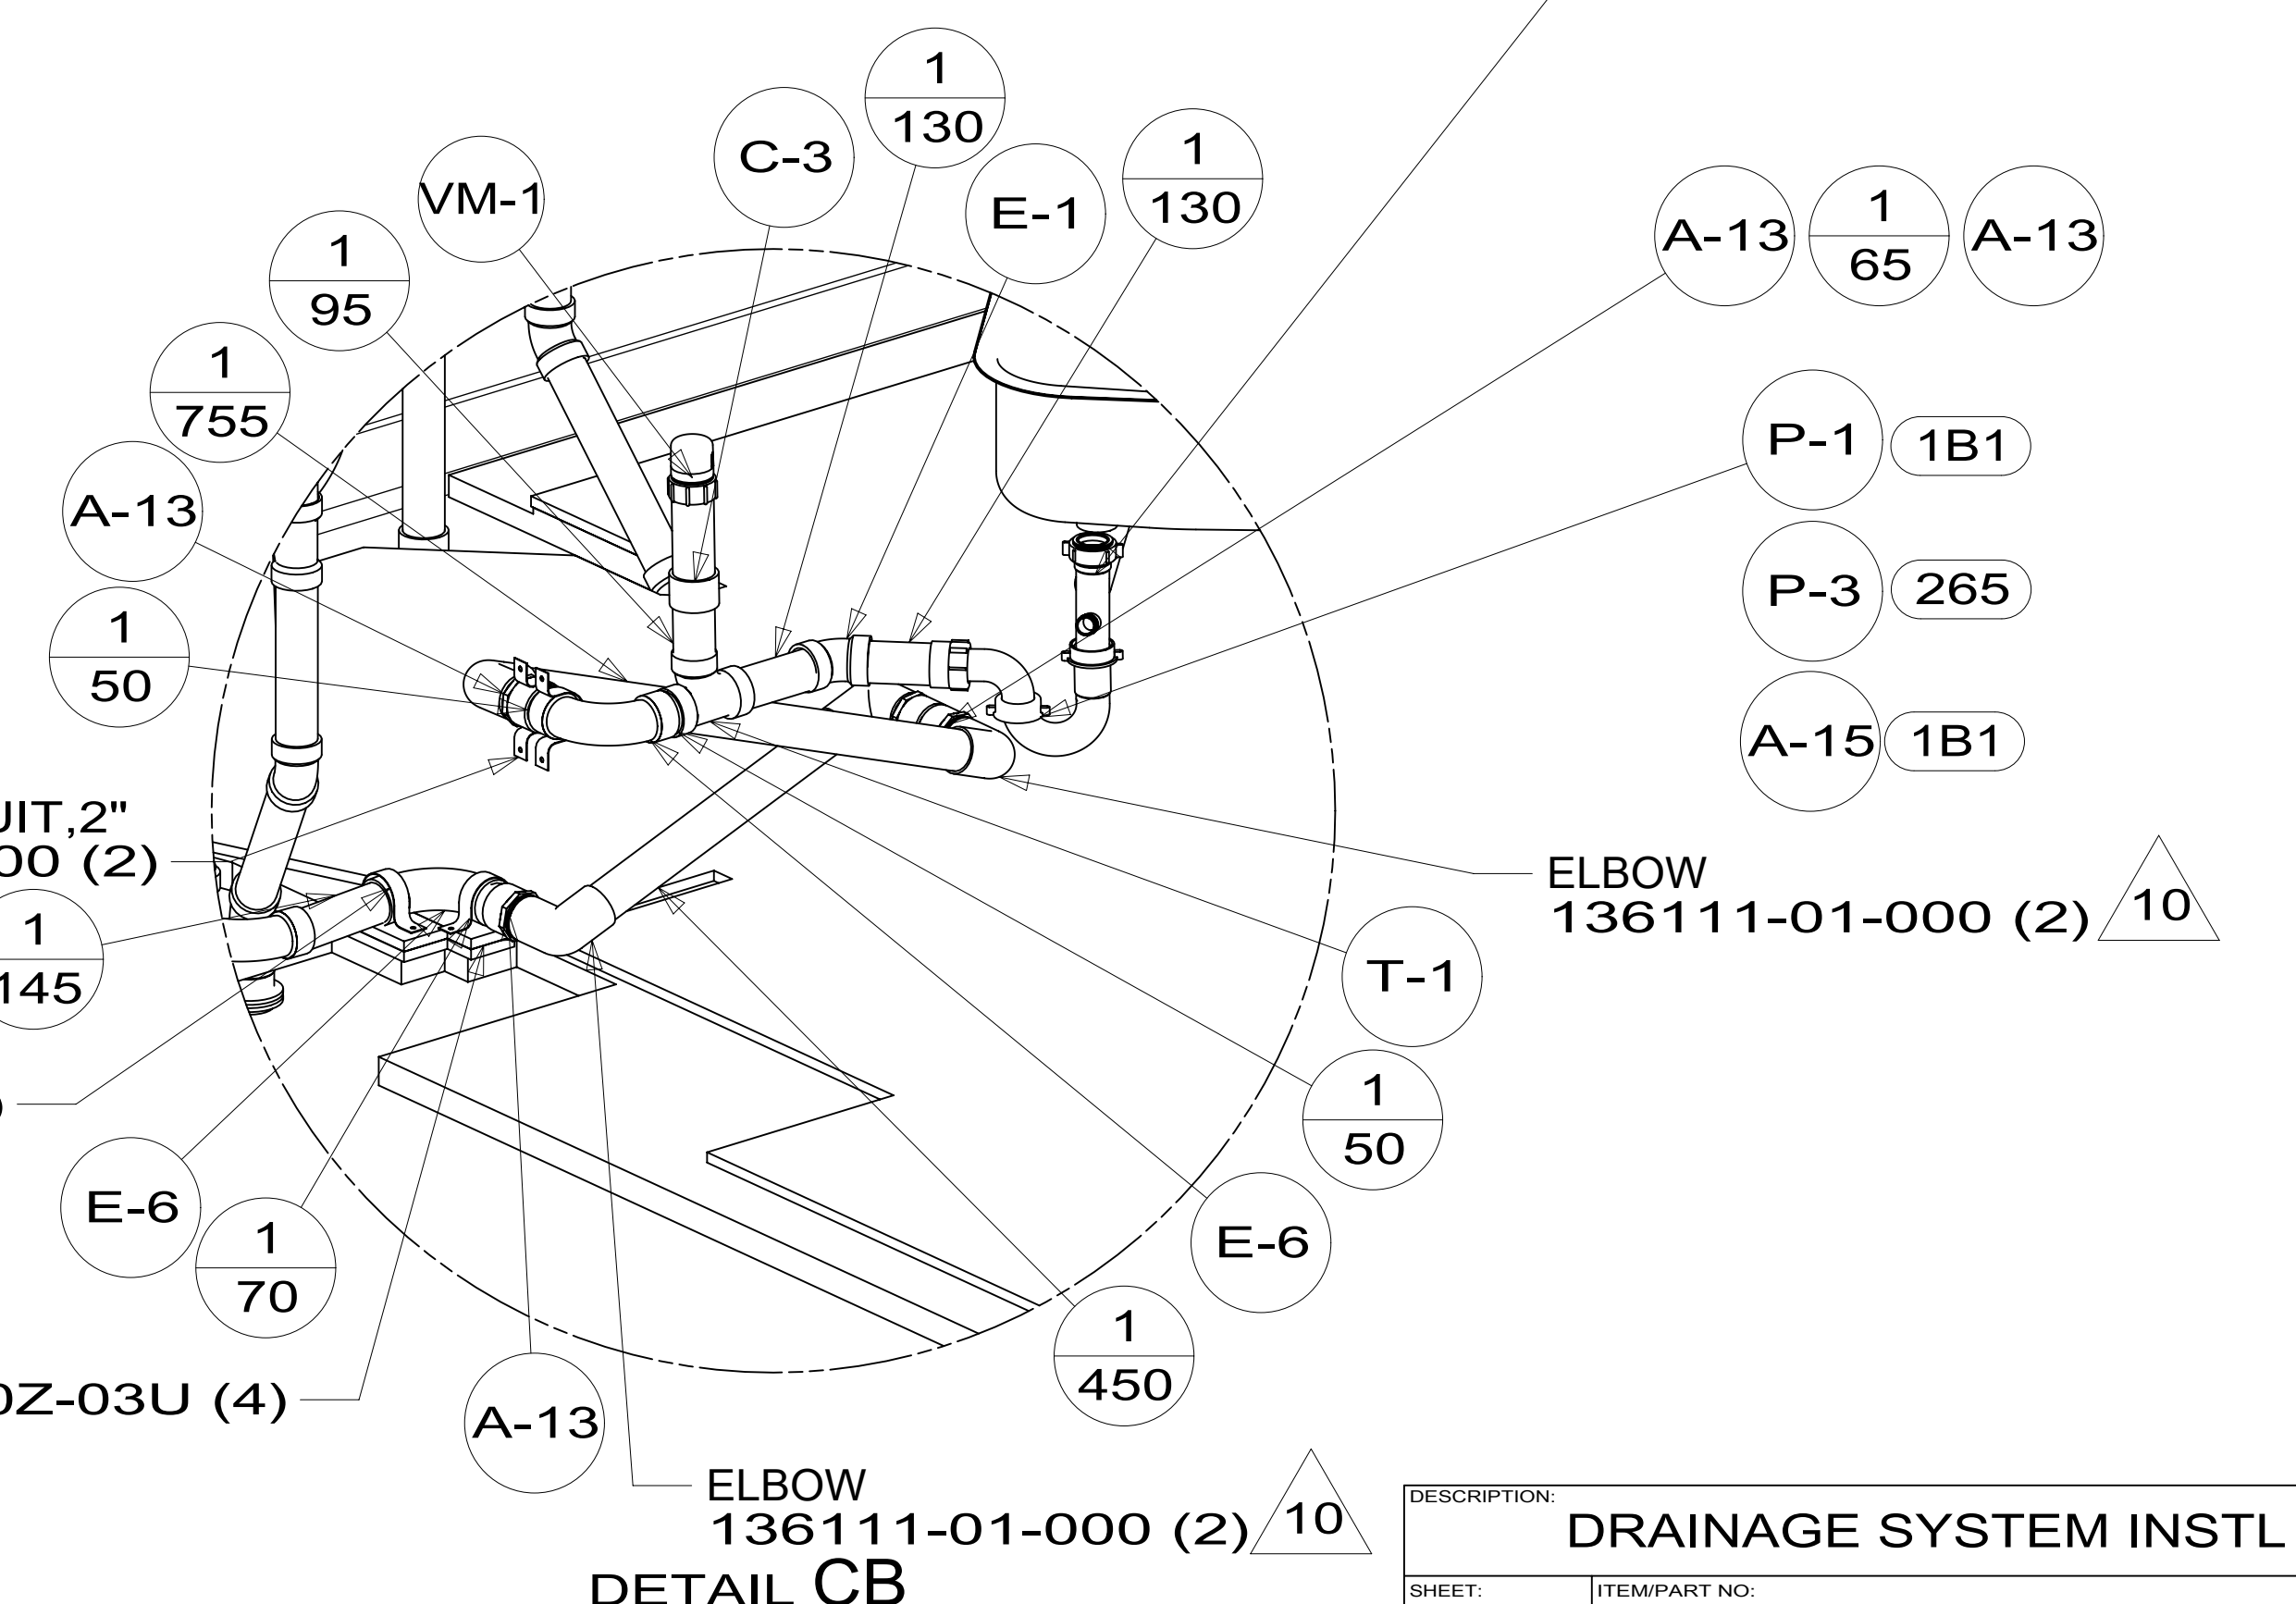 1
130
C-3
1
130
VM-1
E-1
A-13
1
65
A-13
1
95
1
755
P-1
1B1
A-13
P-3
265
1
50
A-15
1B1
UIT,2"
00 (2)
ELBOW
136111-01-000 (2)
10
1
145
T-1
1
50
)
E-6
E-6
1
70
1
450
0Z-03U (4)
A-13
ELBOW
136111-01-000 (2)
10
DETAIL CB
DESCRIPTION:
DRAINAGE SYSTEM INSTL
SHEET:
ITEM/PART NO: